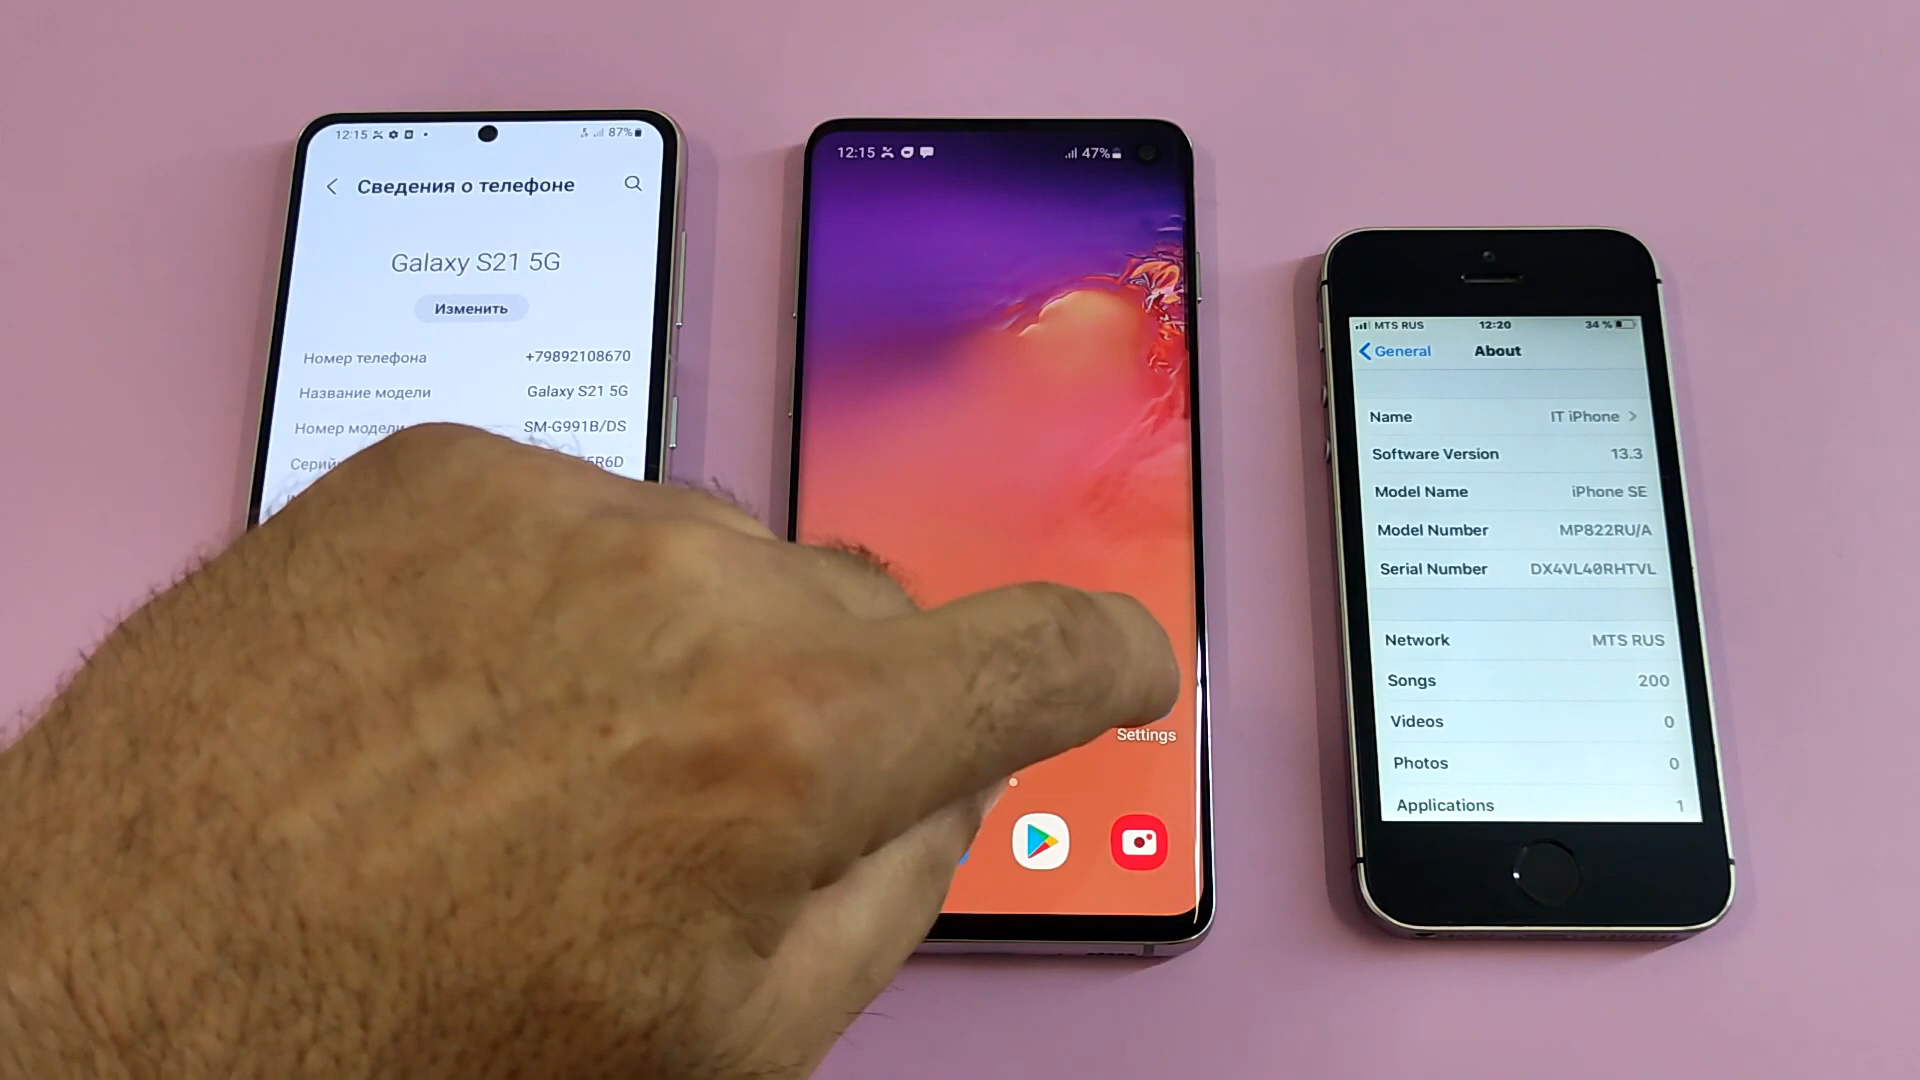 12:15
87%
Сведения о телефоне
Galaxy S21 5G
Изменить
Номер телефона +79892108670
Название модели Galaxy S21 5G
Номер модели SM-G991B/DS
12:15
47%
Settings
MTS RUS 12:20 34 %
General About
Name IT iPhone
Software Version 13.3
Model Name iPhone SE
Model Number MP822RU/A
Serial Number DX4VL40RHTVL
Network MTS RUS
Songs 200
Videos 0
Photos 0
Applications 1